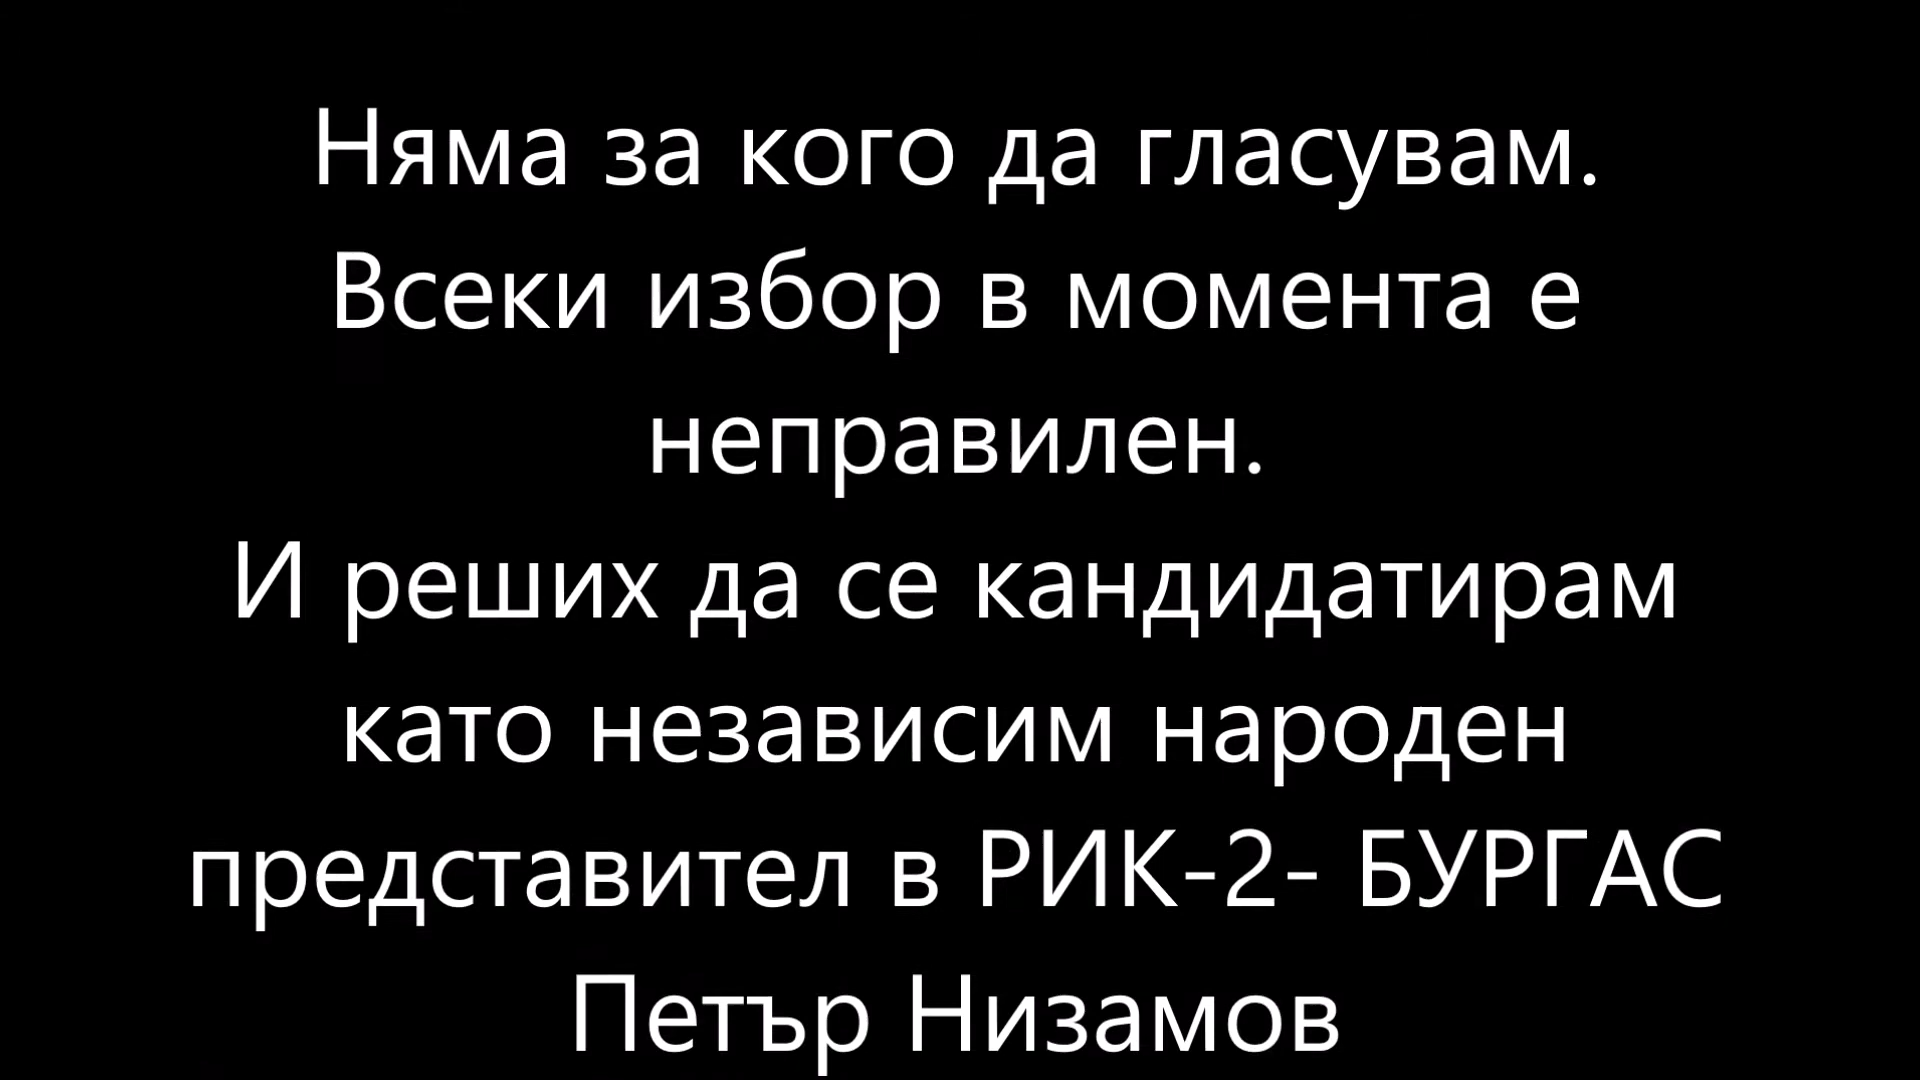 Няма за кого да гласувам.
Всеки избор в момента е
неправилен.
И реших да се кандидатирам
като независим народен
представител в РИК-2- БУРГАС
Петър Низамов